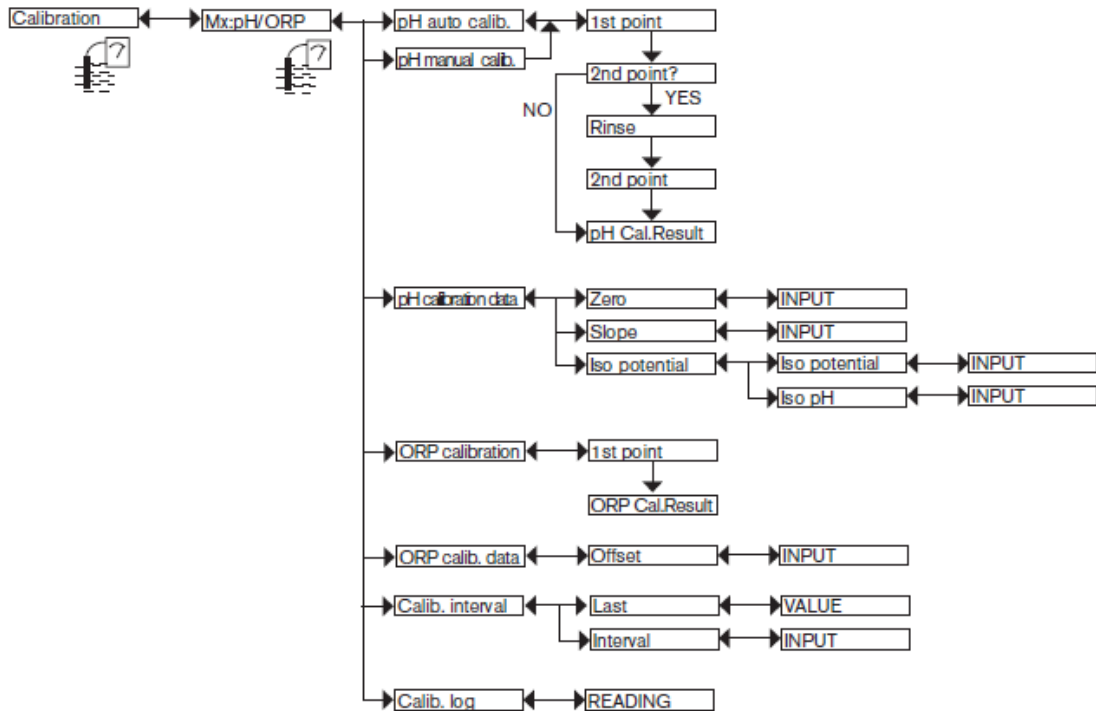 Calibration
Mx:pH/ORP
pH auto calib.
1st point
pH manual calib.
2nd point?
YES
NO
Rinse
2nd point
pH Cal.Result
pH calibration data
Zero
INPUT
Slope
INPUT
Iso potential
Iso potential
INPUT
Iso pH
INPUT
ORP calibration
1st point
ORP Cal.Result
ORP calib. data
Offset
INPUT
Calib. interval
Last
VALUE
Interval
INPUT
Calib. log
READING